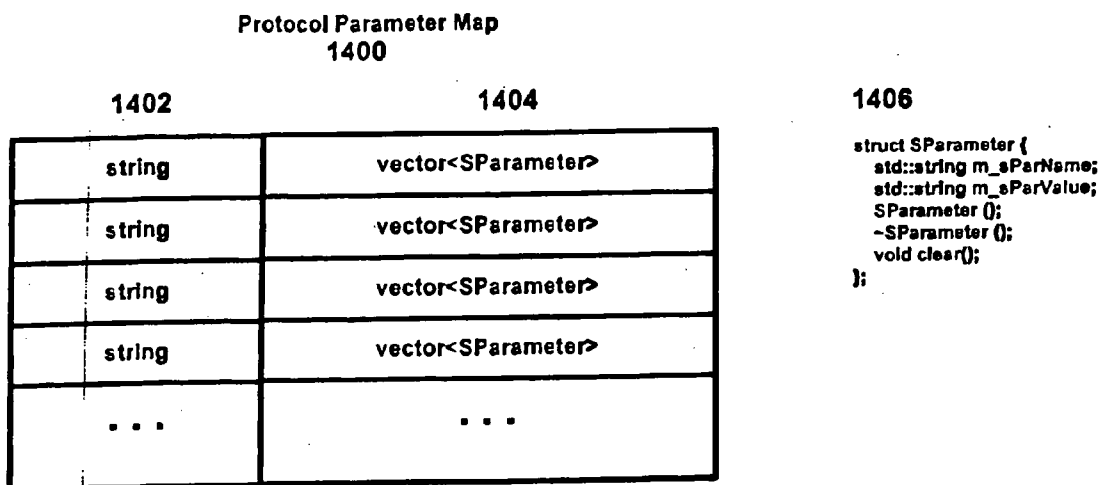 Protocol Parameter Map
1400
1402 1404 1406
string vector<SParameter>
string vector<SParameter>
string vector<SParameter>
string vector<SParameter>
... ...
struct SParameter {
std::string m_sParName;
std::string m_sParValue;
SParameter ();
~SParameter ();
void clear();
};